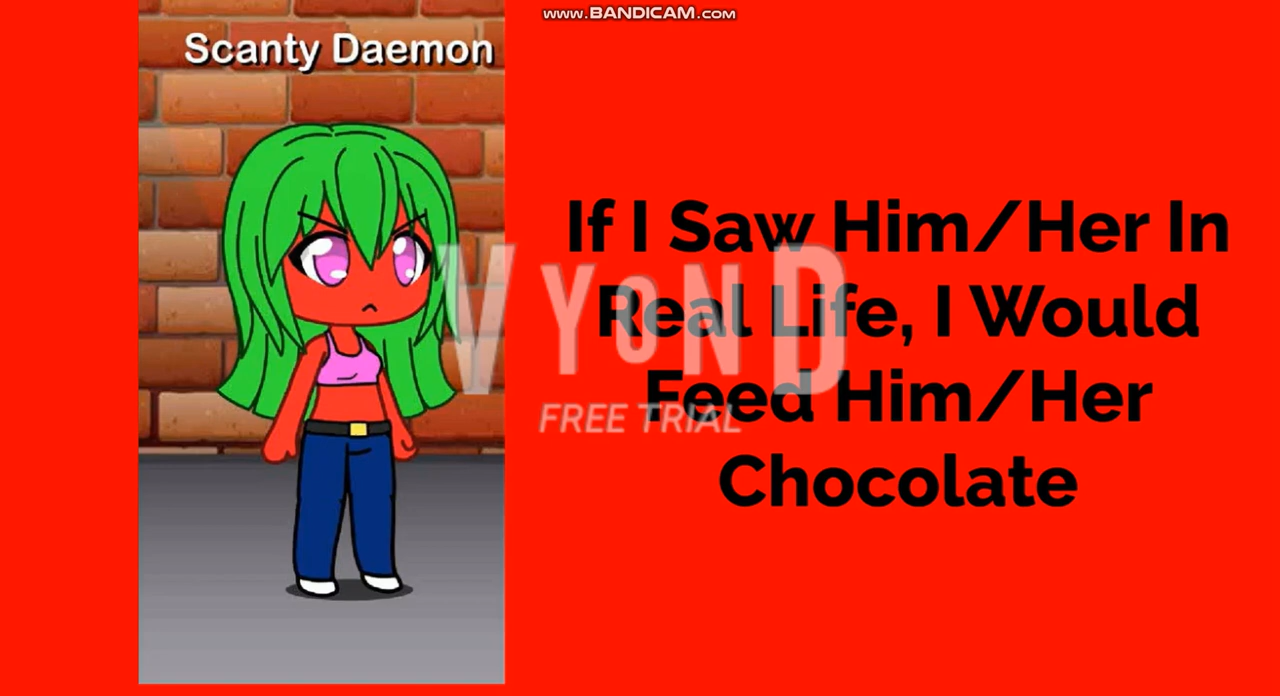 www.BANDICAM.com
Scanty Daemon
If I Saw Him/Her In
Real Life, I Would
Feed Him/Her
Chocolate
VYOND
FREE TRIAL